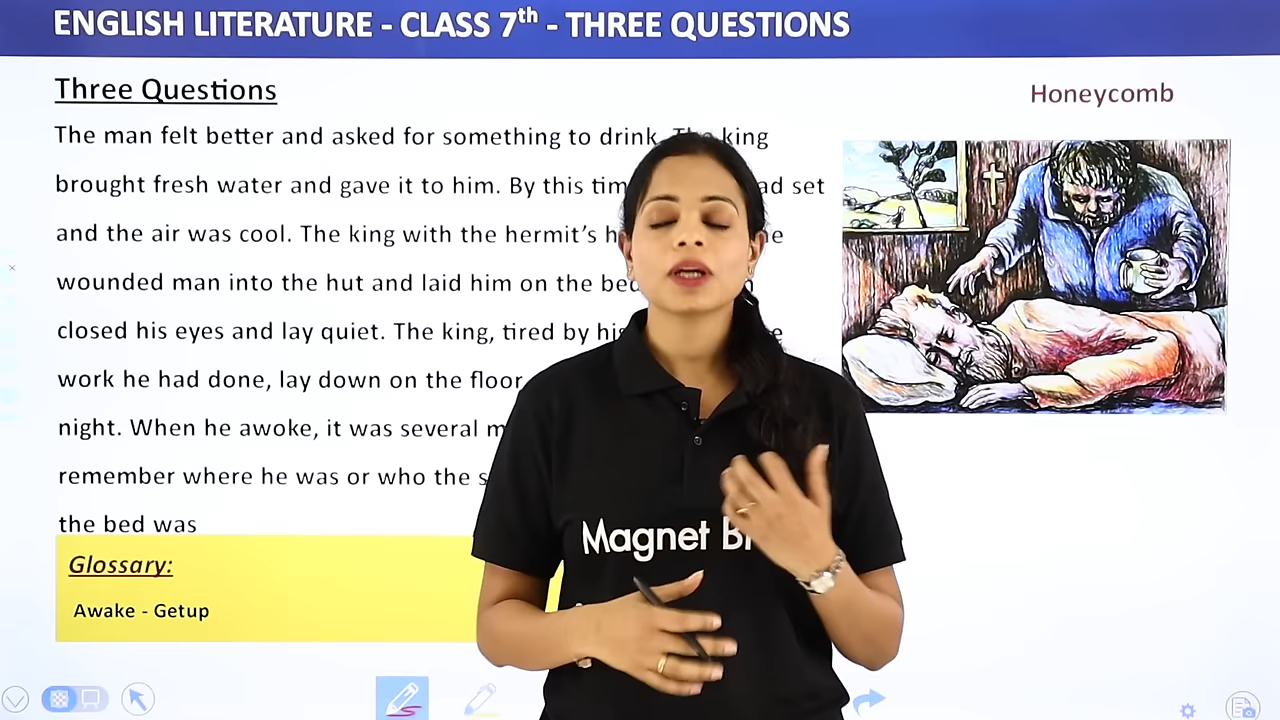 ENGLISH LITERATURE - CLASS 7th - THREE QUESTIONS
Three Questions
Honeycomb
The man felt better and asked for something to drink. The king
brought fresh water and gave it to him. By this set
and the air was cool. The king with the hermit's
wounded man into the hut and laid him on the
closed his eyes and lay quiet. The king, tired by
work he had done, lay down on the floor
night. When he awoke, it was several
remember where he was or who the
the bed was
Glossary:
Awake - Getup
Magnet